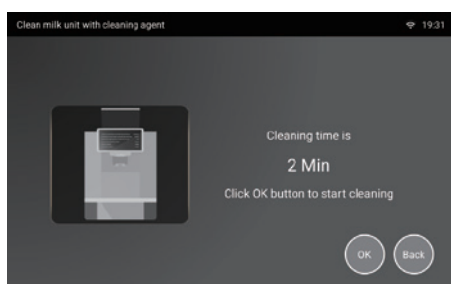 Clean milk unit with cleaning agent 19:31
Cleaning time is
2 Min
Click OK button to start cleaning
OK Back